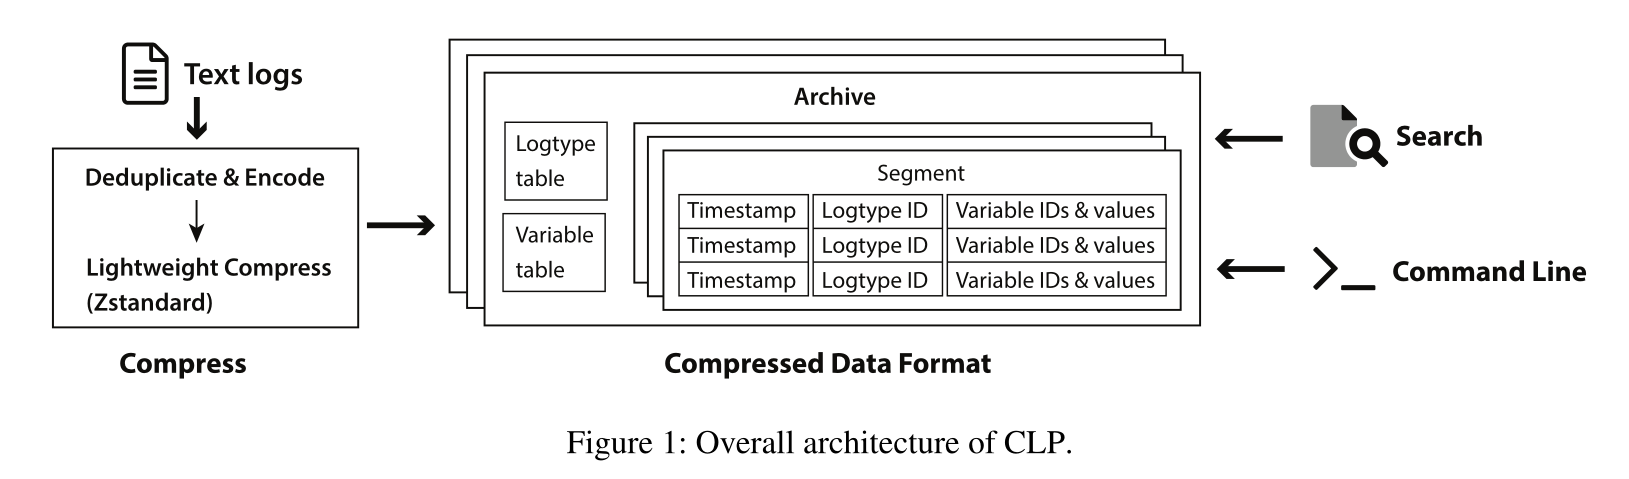 Text logs
Deduplicate & Encode
Lightweight Compress
(Zstandard)
Compress
Archive
Logtype
table
Variable
table
Segment
Timestamp Logtype ID Variable IDs & values
Timestamp Logtype ID Variable IDs & values
Timestamp Logtype ID Variable IDs & values
Compressed Data Format
Search
Command Line
Figure 1: Overall architecture of CLP.